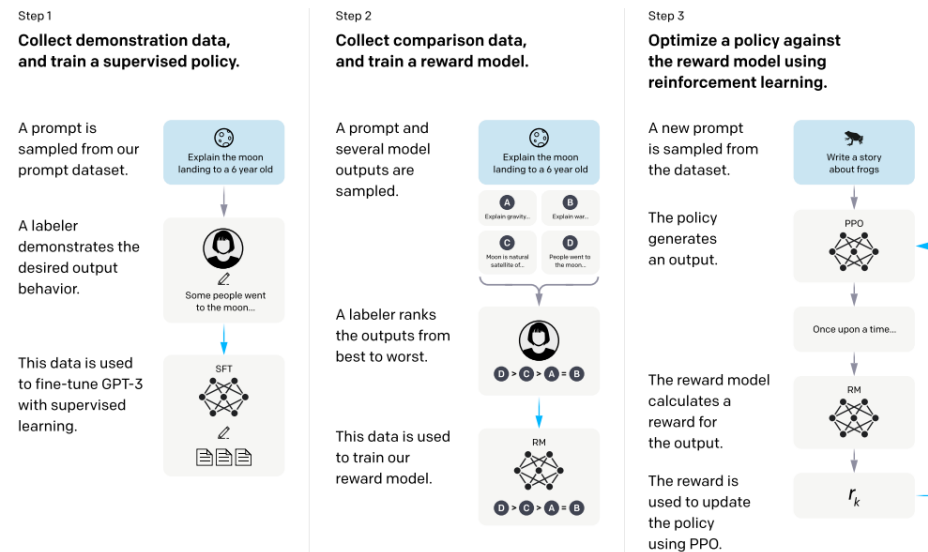 Step 1
Collect demonstration data,
and train a supervised policy.
A prompt is
sampled from our
prompt dataset.
Explain the moon
landing to a 6 year old
A labeler
demonstrates the
desired output
behavior.
Some people went
to the moon...
This data is used
to fine-tune GPT-3
with supervised
learning.
SFT
Step 2
Collect comparison data,
and train a reward model.
A prompt and
several model
outputs are
sampled.
Explain the moon
landing to a 6 year old
A
Explain gravity...
B
Explain war...
C
Moon is natural
satellite of...
D
People went to
the moon...
A labeler ranks
the outputs from
best to worst.
D > C > A = B
This data is used
to train our
reward model.
RM
D > C > A = B
Step 3
Optimize a policy against
the reward model using
reinforcement learning.
A new prompt
is sampled from
the dataset.
Write a story
about frogs
The policy
generates
an output.
PPO
Once upon a time...
The reward model
calculates a
reward for
the output.
RM
The reward is
used to update
the policy
using PPO.
r_k